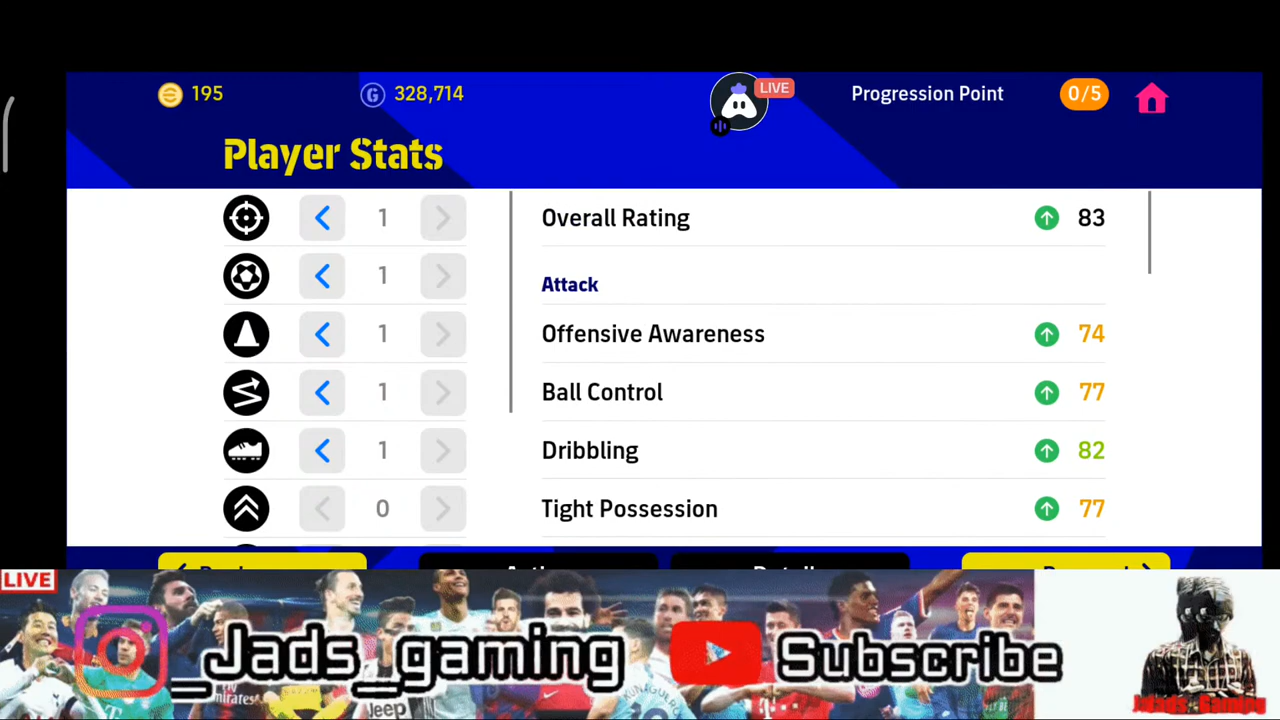 195
328,714
LIVE
Progression Point
0/5
Player Stats
1
Overall Rating 83
1
Attack
1
Offensive Awareness 74
1
Ball Control 77
1
Dribbling 82
0
Tight Possession 77
LIVE
_Jads_gaming
Subscribe
Jeep